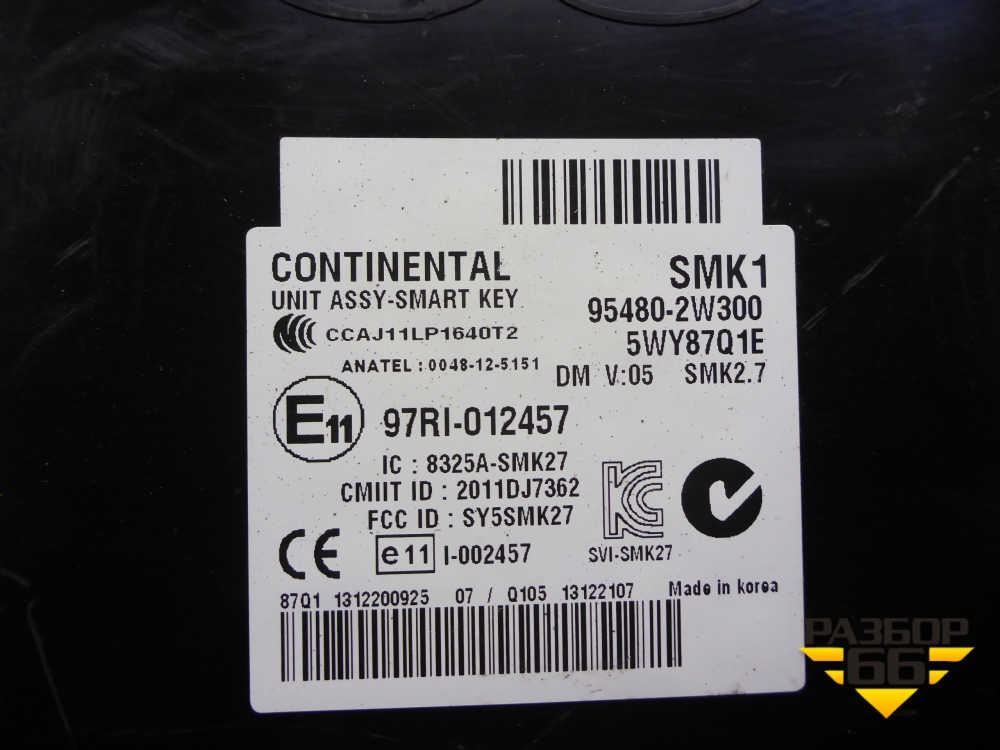 CONTINENTAL SMK1
UNIT ASSY-SMART KEY 95480-2W300
CCAJ11LP1640T2 5WY87Q1E
ANATEL : 0048-12-5151 DM V:05 SMK2.7
E11 97RI-012457
IC : 8325A-SMK27
CMIIT ID : 2011DJ7362
FCC ID : SY5SMK27
CE e11 I-002457 SVI-SMK27
87Q1 1312200925 07 / Q105 13122107 Made in korea
РАЗБОР
66